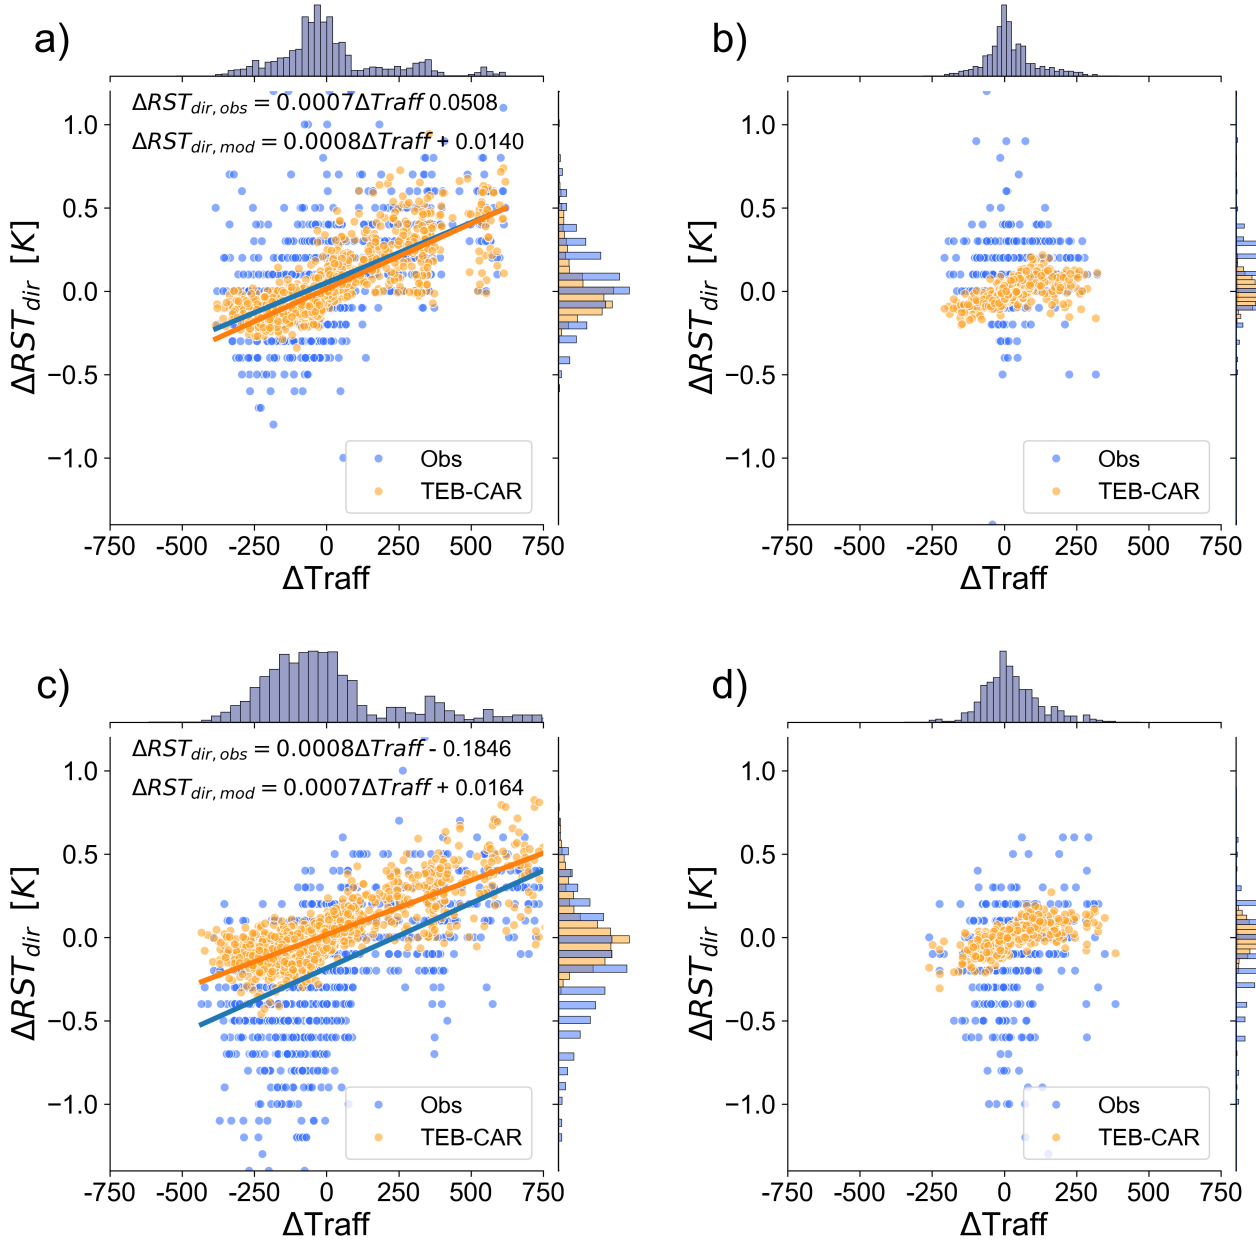 a)
ΔRST_dir, obs = 0.0007ΔTraff 0.0508
ΔRST_dir, mod = 0.0008ΔTraff + 0.0140
1.0
0.5
0.0
−0.5
−1.0
ΔRST_dir [K]
Obs
TEB-CAR
-750 -500 -250 0 250 500 750
ΔTraff
b)
1.0
0.5
0.0
−0.5
−1.0
ΔRST_dir [K]
Obs
TEB-CAR
-750 -500 -250 0 250 500 750
ΔTraff
c)
ΔRST_dir, obs = 0.0008ΔTraff - 0.1846
ΔRST_dir, mod = 0.0007ΔTraff + 0.0164
1.0
0.5
0.0
−0.5
−1.0
ΔRST_dir [K]
Obs
TEB-CAR
-750 -500 -250 0 250 500 750
ΔTraff
d)
1.0
0.5
0.0
−0.5
−1.0
ΔRST_dir [K]
Obs
TEB-CAR
-750 -500 -250 0 250 500 750
ΔTraff